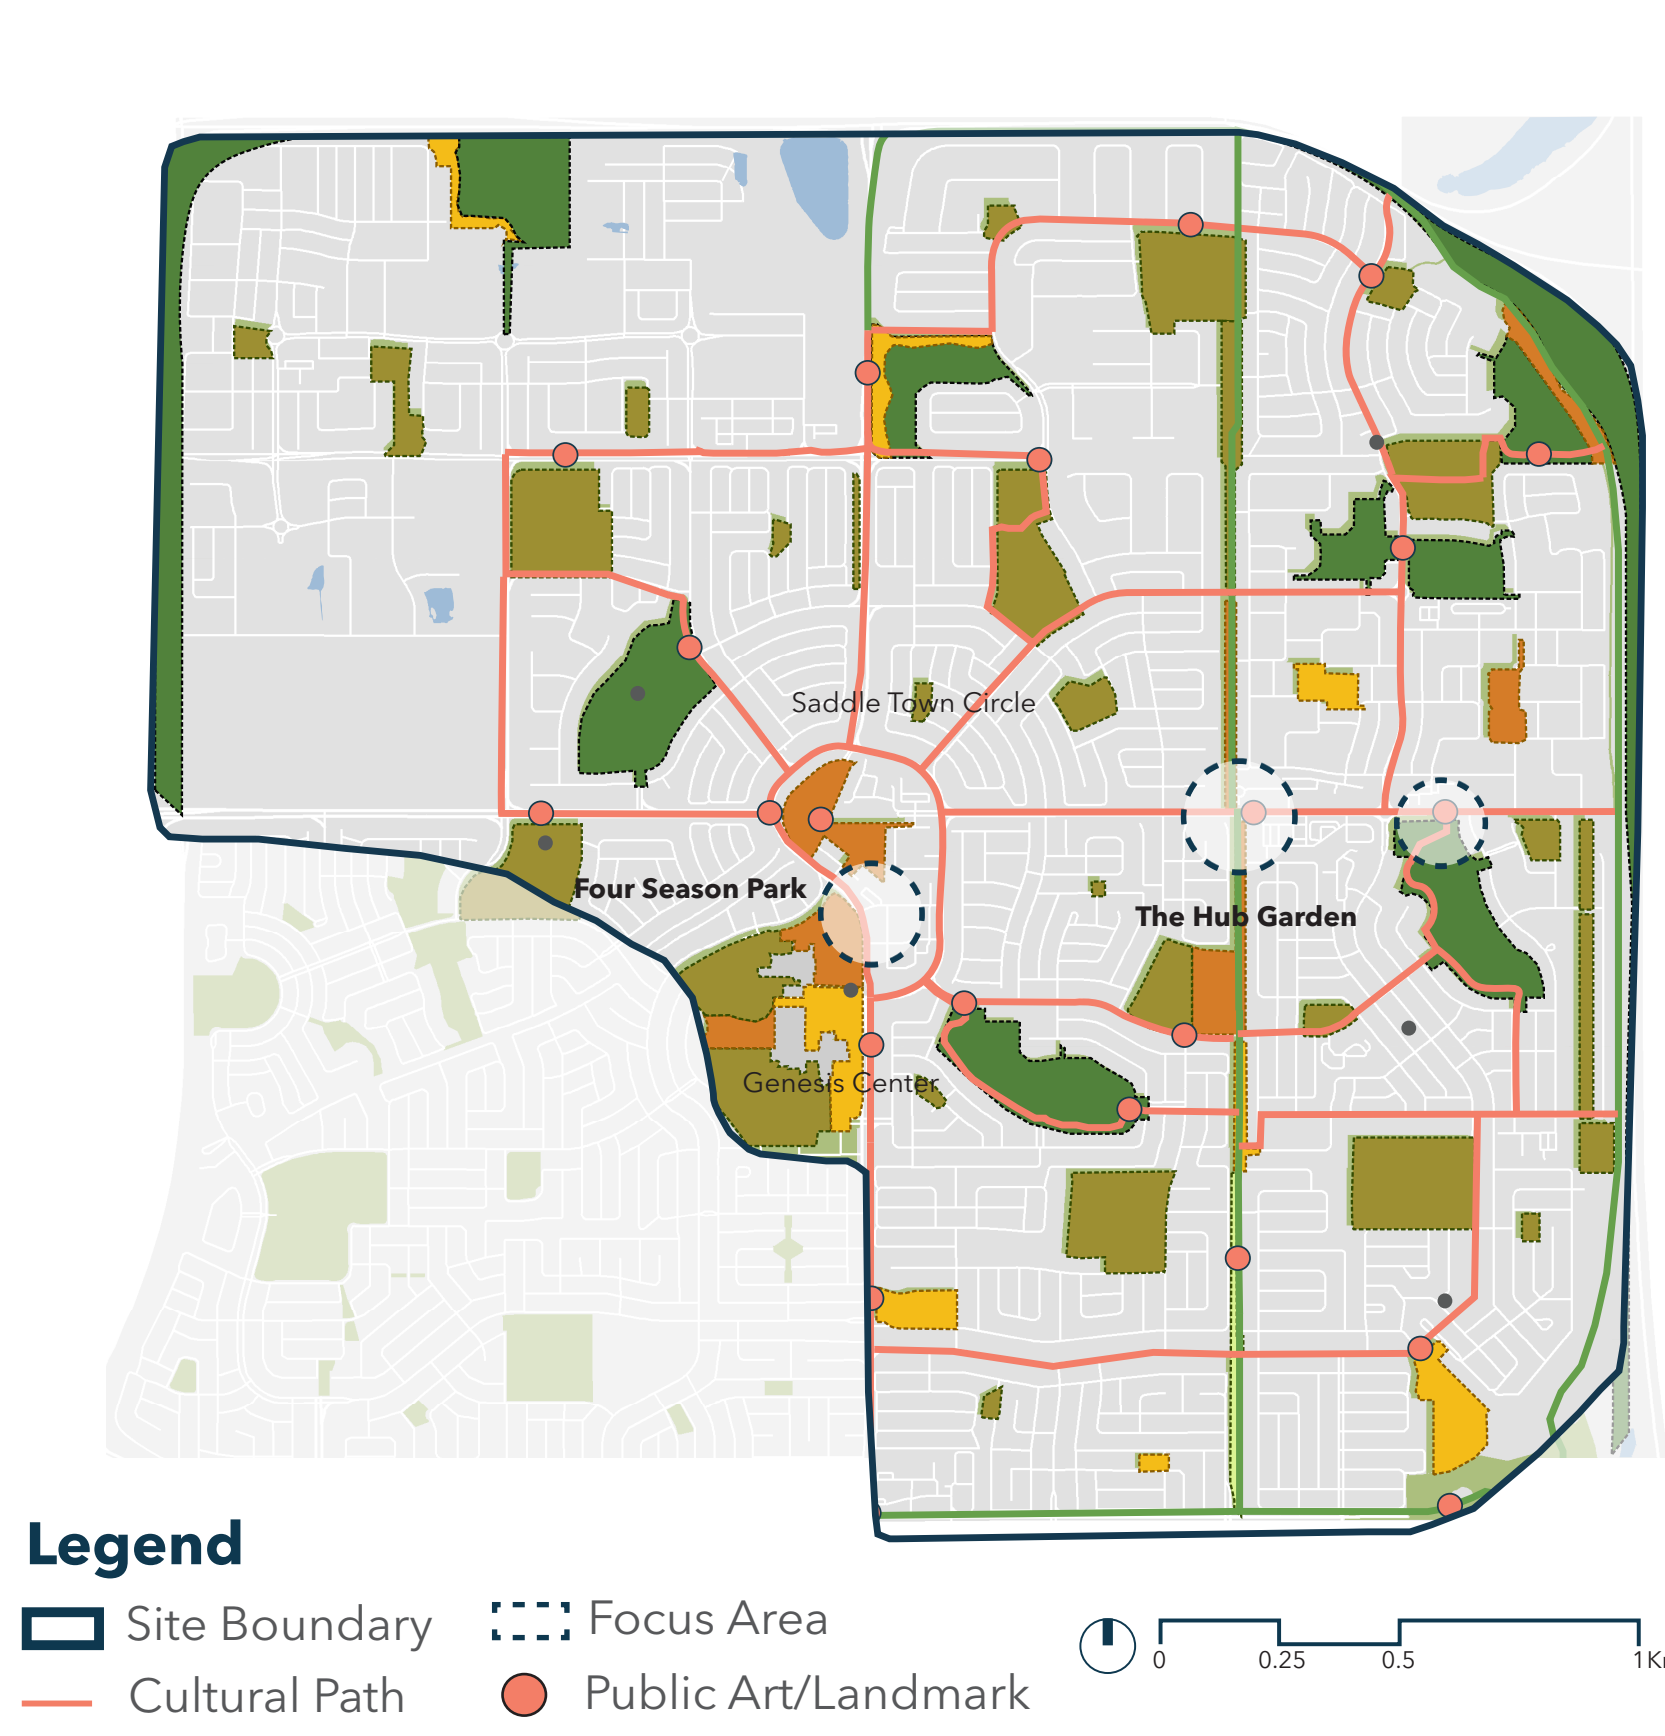 Saddle Town Circle
Four Season Park
The Hub Garden
Genesis Center
Legend
Site Boundary
Focus Area
Cultural Path
Public Art/Landmark
0
0.25
0.5
1